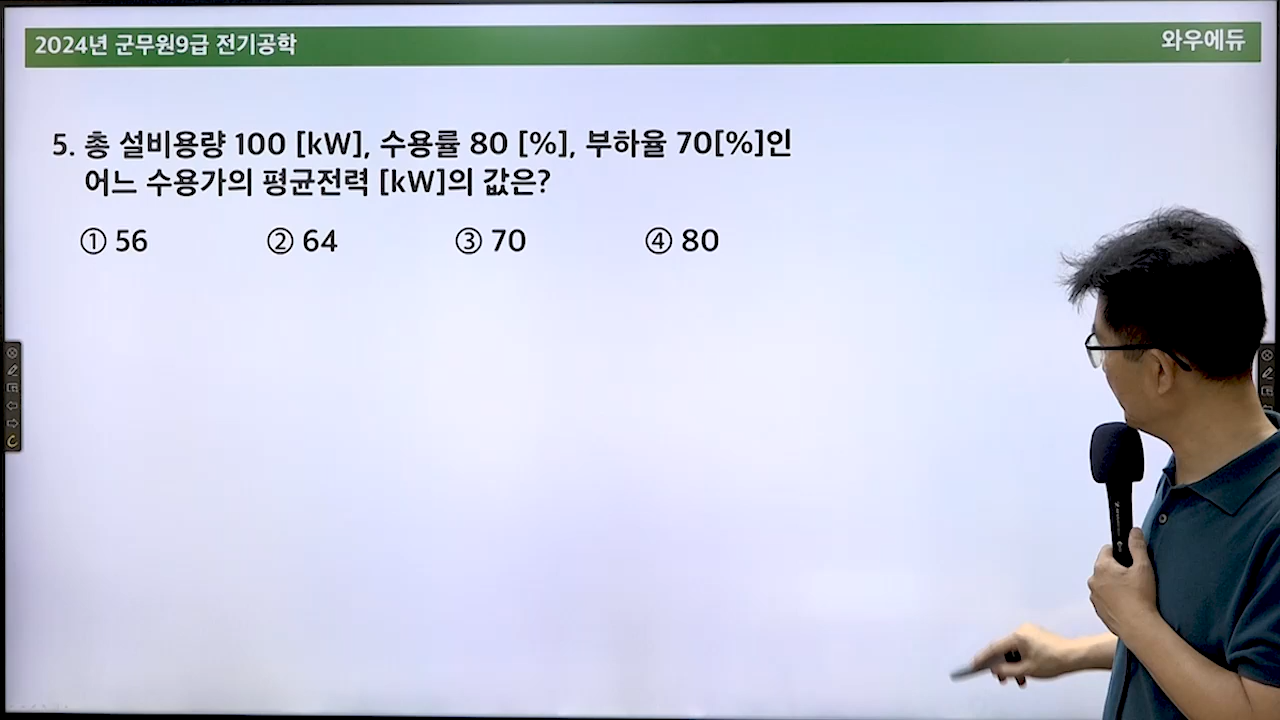 2024년 군무원9급 전기공학
와우에듀
5. 총 설비용량 100 [kW], 수용률 80 [%], 부하율 70[%]인
어느 수용가의 평균전력 [kW]의 값은?
① 56 ② 64 ③ 70 ④ 80